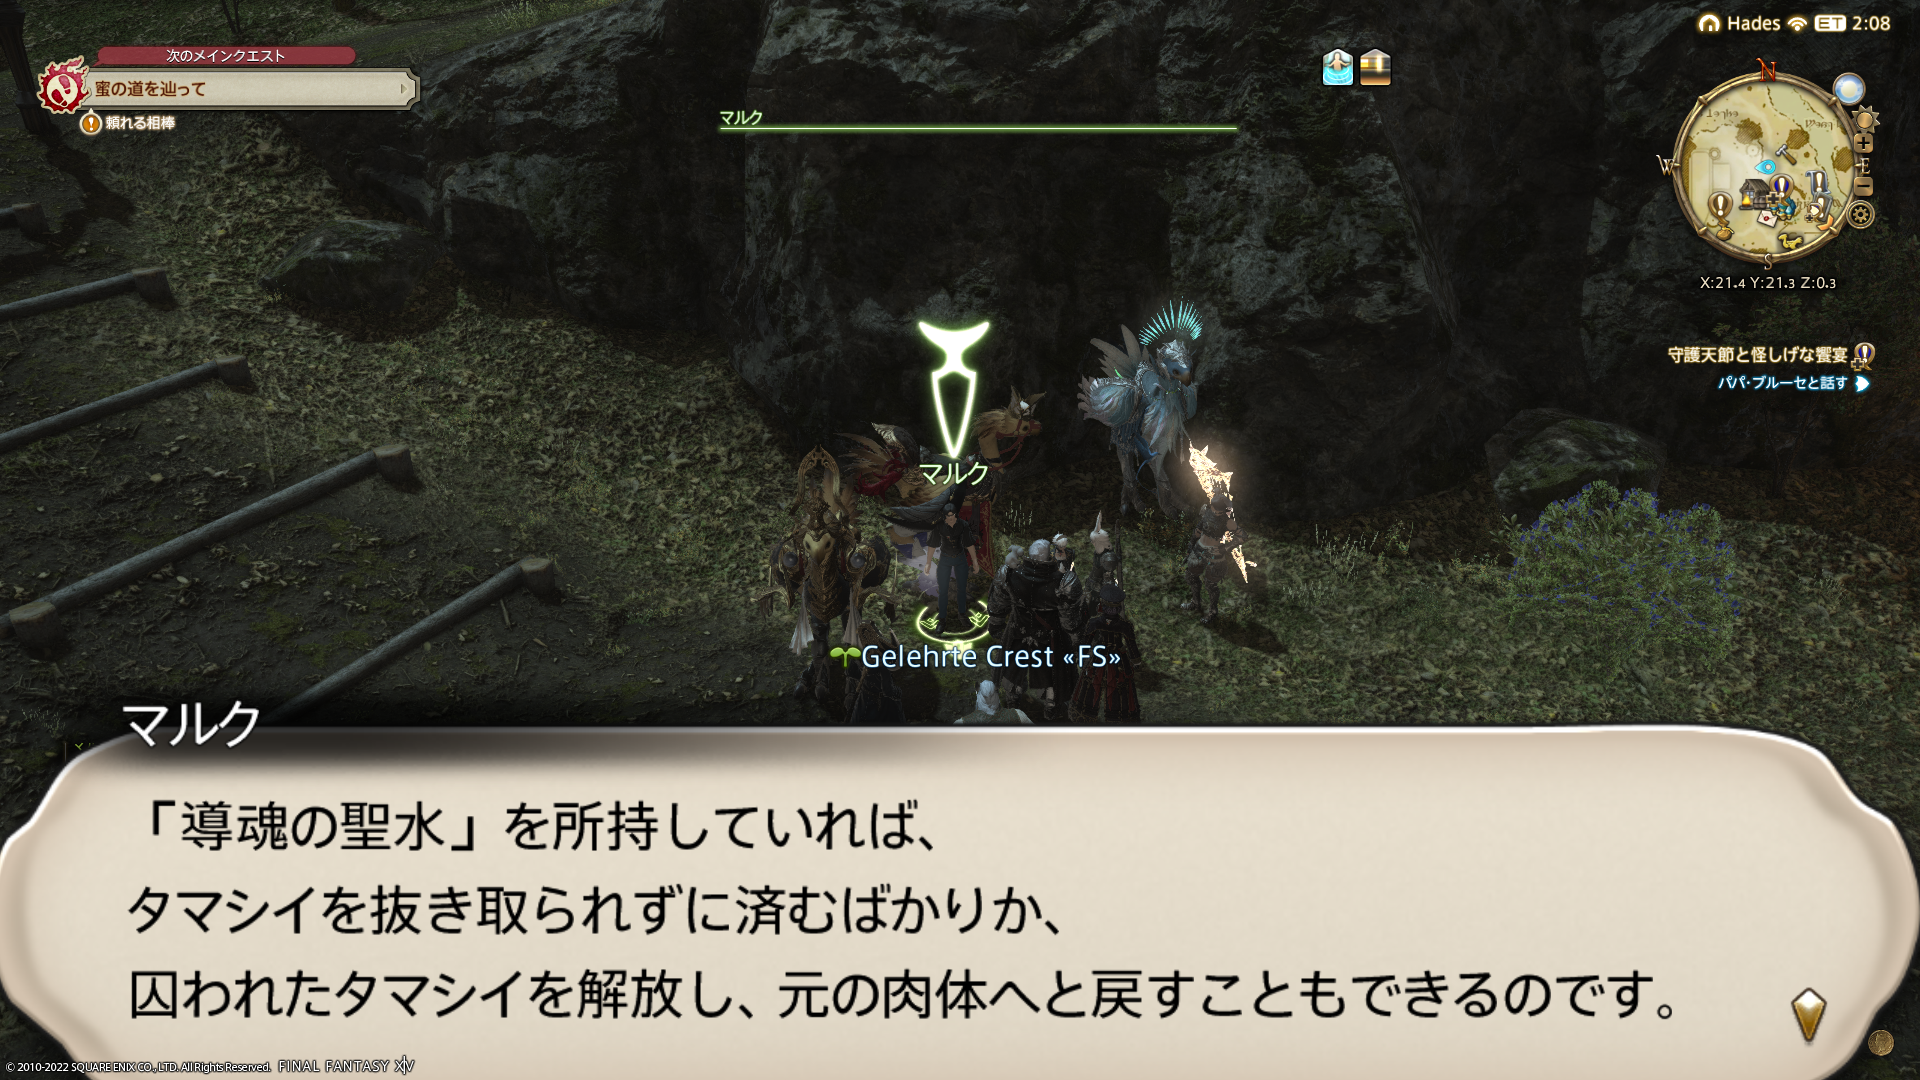 Hades ET 2:08
次のメインクエスト
蜜の道を辿って
頼れる相棒
マルク
N
W
E
S
X:21.4 Y:21.3 Z:0.3
守護天節と怪しげな饗宴
パパ・ブルーセと話す
マルク
Gelehrte Crest «FS»
マルク
「導魂の聖水」を所持していれば、
タマシイを抜き取られずに済むばかりか、
囚われたタマシイを解放し、元の肉体へと戻すこともできるのです。
© 2010-2022 SQUARE ENIX CO., LTD. All Rights Reserved. FINAL FANTASY XIV